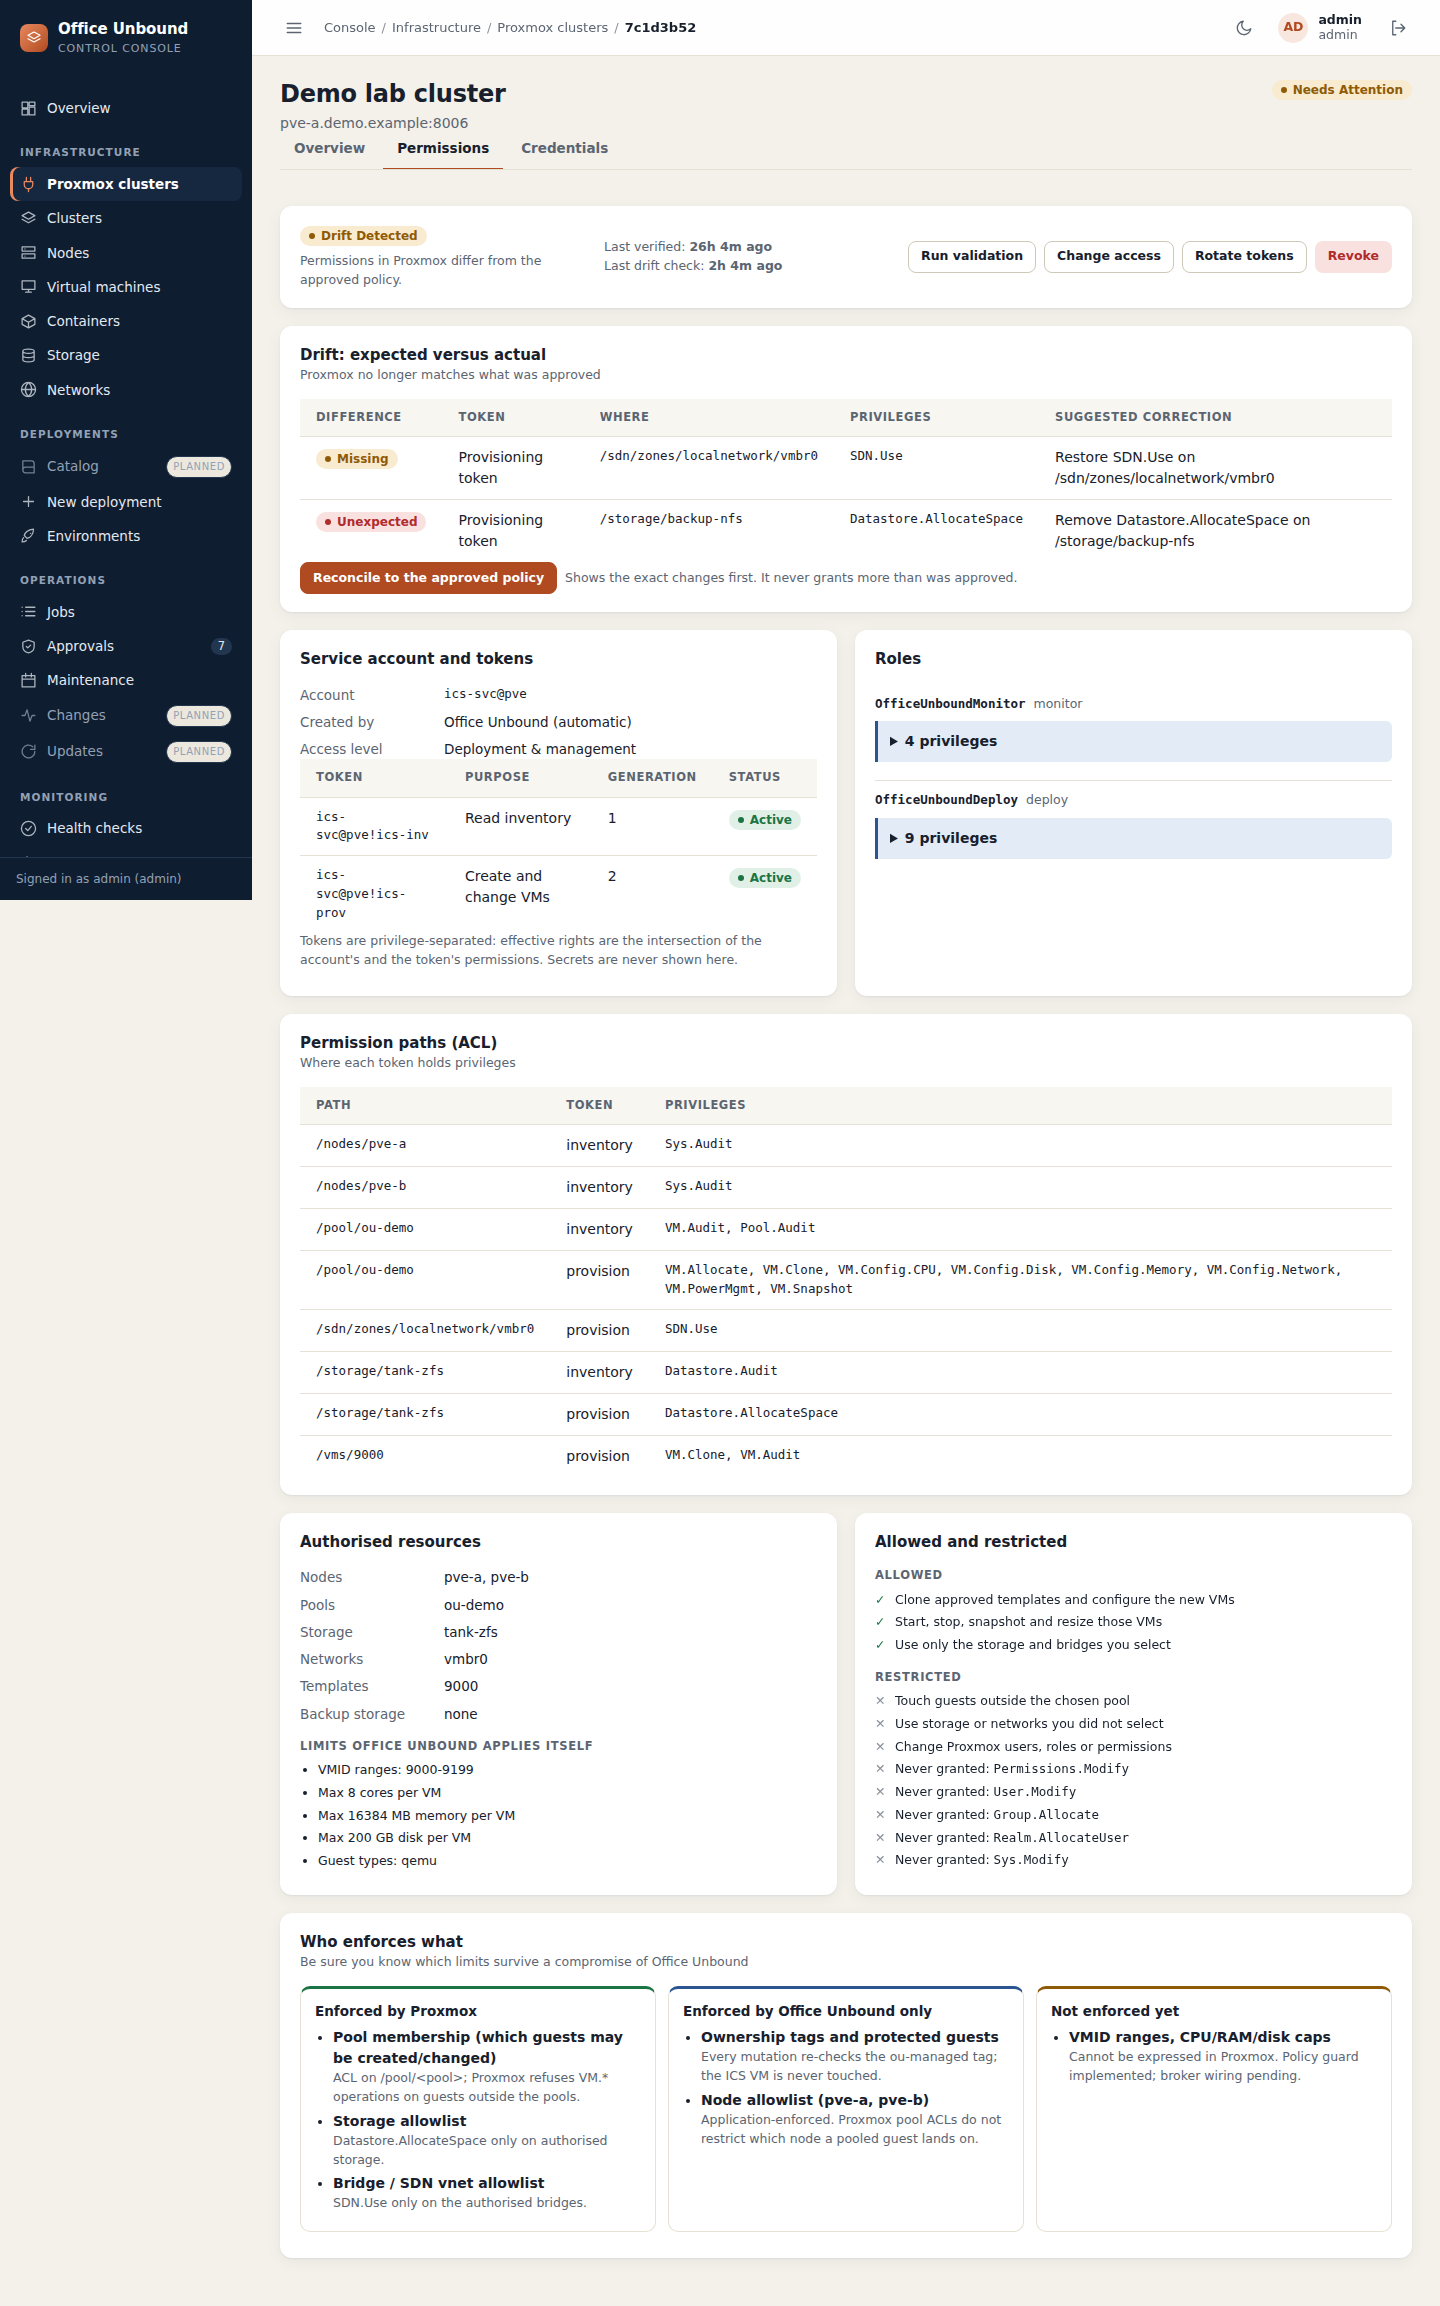 Office Unbound
CONTROL CONSOLE
Overview
INFRASTRUCTURE
Proxmox clusters
Clusters
Nodes
Virtual machines
Containers
Storage
Networks
DEPLOYMENTS
Catalog PLANNED
New deployment
Environments
OPERATIONS
Jobs
Approvals 7
Maintenance
Changes PLANNED
Updates PLANNED
MONITORING
Health checks
Signed in as admin (admin)
Console / Infrastructure / Proxmox clusters / 7c1d3b52
AD admin
admin
Demo lab cluster
Needs Attention
pve-a.demo.example:8006
Overview Permissions Credentials
Drift Detected
Permissions in Proxmox differ from the
approved policy.
Last verified: 26h 4m ago
Last drift check: 2h 4m ago
Run validation Change access Rotate tokens Revoke
Drift: expected versus actual
Proxmox no longer matches what was approved
DIFFERENCE TOKEN WHERE PRIVILEGES SUGGESTED CORRECTION
Missing Provisioning /sdn/zones/localnetwork/vmbr0 SDN.Use Restore SDN.Use on
token /sdn/zones/localnetwork/vmbr0
Unexpected Provisioning /storage/backup-nfs Datastore.AllocateSpace Remove Datastore.AllocateSpace on
token /storage/backup-nfs
Reconcile to the approved policy Shows the exact changes first. It never grants more than was approved.
Service account and tokens
Account ics-svc@pve
Created by Office Unbound (automatic)
Access level Deployment & management
TOKEN PURPOSE GENERATION STATUS
ics- Read inventory 1 Active
svc@pve!ics-inv
ics- Create and 2 Active
svc@pve!ics- change VMs
prov
Tokens are privilege-separated: effective rights are the intersection of the
account's and the token's permissions. Secrets are never shown here.
Roles
OfficeUnboundMonitor monitor
4 privileges
OfficeUnboundDeploy deploy
9 privileges
Permission paths (ACL)
Where each token holds privileges
PATH TOKEN PRIVILEGES
/nodes/pve-a inventory Sys.Audit
/nodes/pve-b inventory Sys.Audit
/pool/ou-demo inventory VM.Audit, Pool.Audit
/pool/ou-demo provision VM.Allocate, VM.Clone, VM.Config.CPU, VM.Config.Disk, VM.Config.Memory, VM.Config.Network,
VM.PowerMgmt, VM.Snapshot
/sdn/zones/localnetwork/vmbr0 provision SDN.Use
/storage/tank-zfs inventory Datastore.Audit
/storage/tank-zfs provision Datastore.AllocateSpace
/vms/9000 provision VM.Clone, VM.Audit
Authorised resources
Nodes pve-a, pve-b
Pools ou-demo
Storage tank-zfs
Networks vmbr0
Templates 9000
Backup storage none
LIMITS OFFICE UNBOUND APPLIES ITSELF
• VMID ranges: 9000-9199
• Max 8 cores per VM
• Max 16384 MB memory per VM
• Max 200 GB disk per VM
• Guest types: qemu
Allowed and restricted
ALLOWED
✓ Clone approved templates and configure the new VMs
✓ Start, stop, snapshot and resize those VMs
✓ Use only the storage and bridges you select
RESTRICTED
✕ Touch guests outside the chosen pool
✕ Use storage or networks you did not select
✕ Change Proxmox users, roles or permissions
✕ Never granted: Permissions.Modify
✕ Never granted: User.Modify
✕ Never granted: Group.Allocate
✕ Never granted: Realm.AllocateUser
✕ Never granted: Sys.Modify
Who enforces what
Be sure you know which limits survive a compromise of Office Unbound
Enforced by Proxmox
• Pool membership (which guests may
be created/changed)
ACL on /pool/<pool>; Proxmox refuses VM.*
operations on guests outside the pools.
• Storage allowlist
Datastore.AllocateSpace only on authorised
storage.
• Bridge / SDN vnet allowlist
SDN.Use only on the authorised bridges.
Enforced by Office Unbound only
• Ownership tags and protected guests
Every mutation re-checks the ou-managed tag;
the ICS VM is never touched.
• Node allowlist (pve-a, pve-b)
Application-enforced. Proxmox pool ACLs do not
restrict which node a pooled guest lands on.
Not enforced yet
• VMID ranges, CPU/RAM/disk caps
Cannot be expressed in Proxmox. Policy guard
implemented; broker wiring pending.